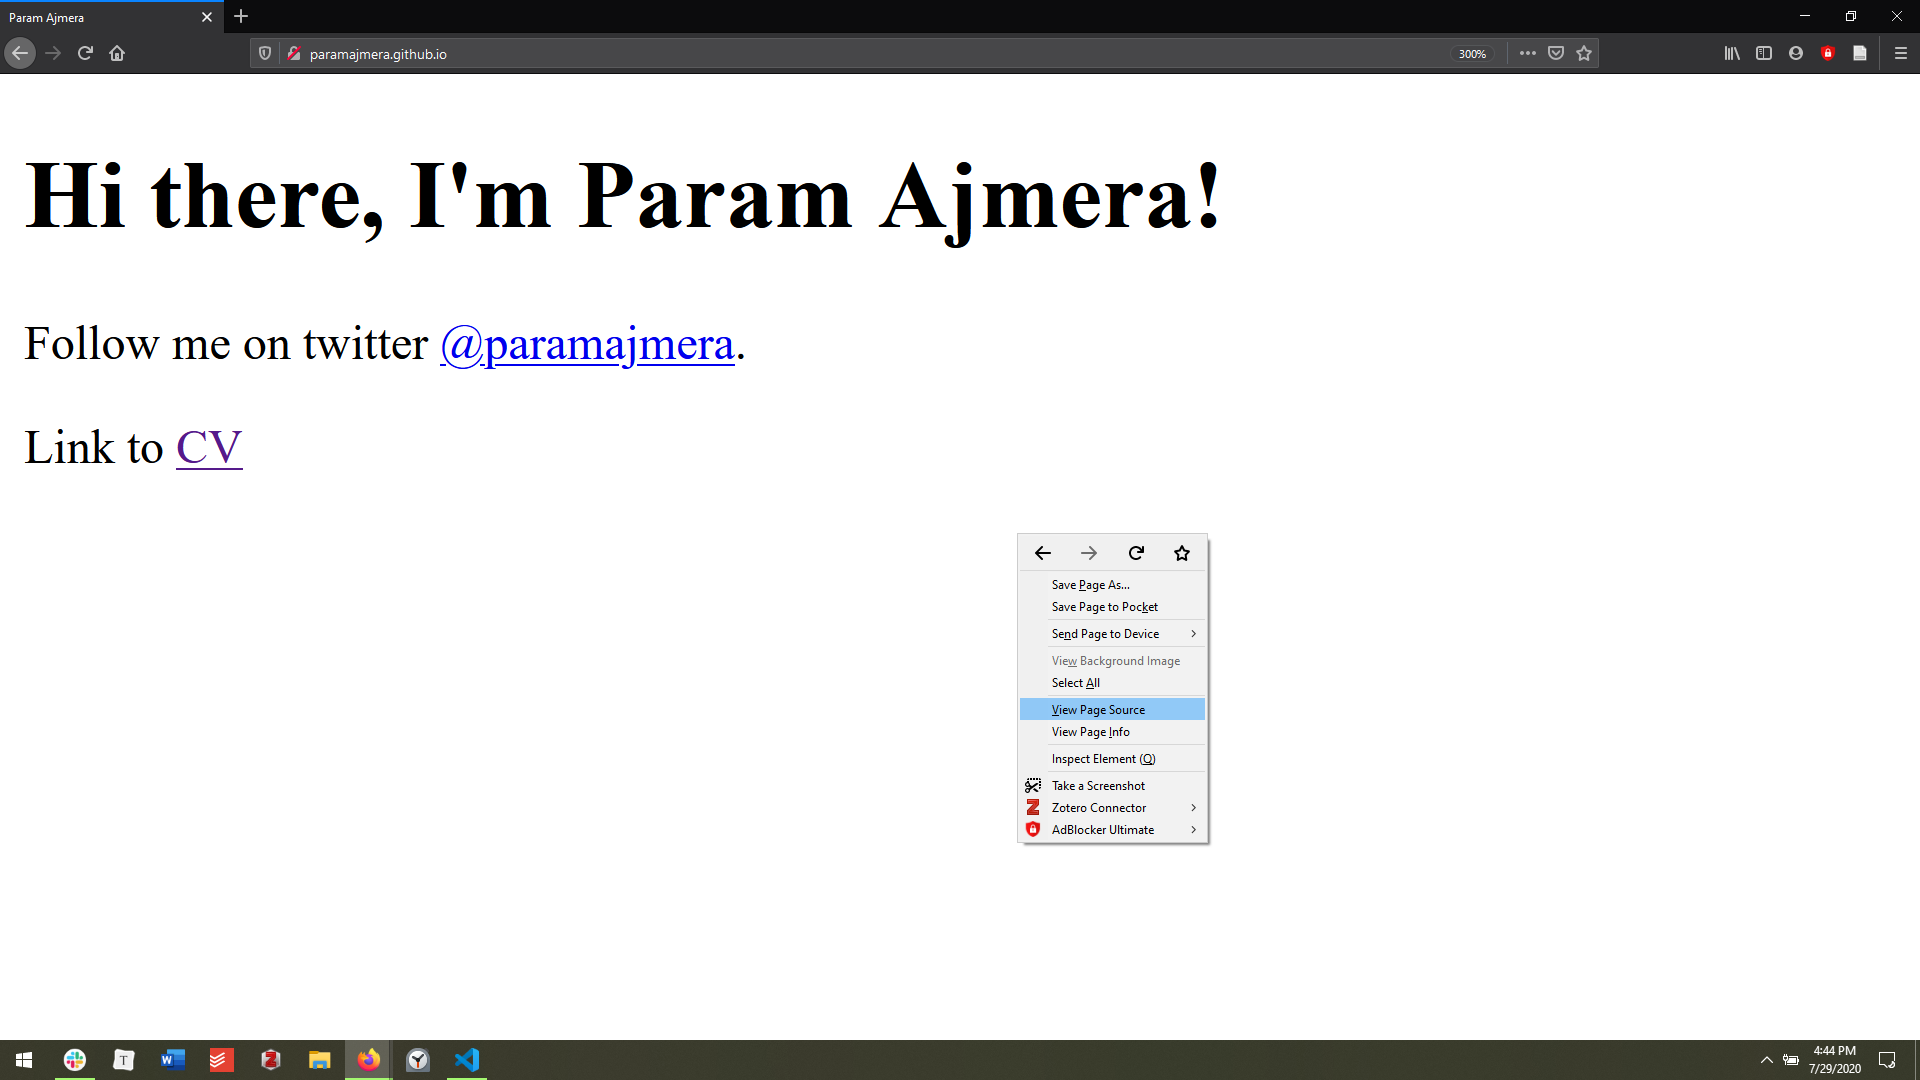 Param Ajmera
paramajmera.github.io
300%
Hi there, I'm Param Ajmera!
Follow me on twitter @paramajmera.
Link to CV
Save Page As...
Save Page to Pocket
Send Page to Device
View Background Image
Select All
View Page Source
View Page Info
Inspect Element (Q)
Take a Screenshot
Zotero Connector
AdBlocker Ultimate
4:44 PM
7/29/2020